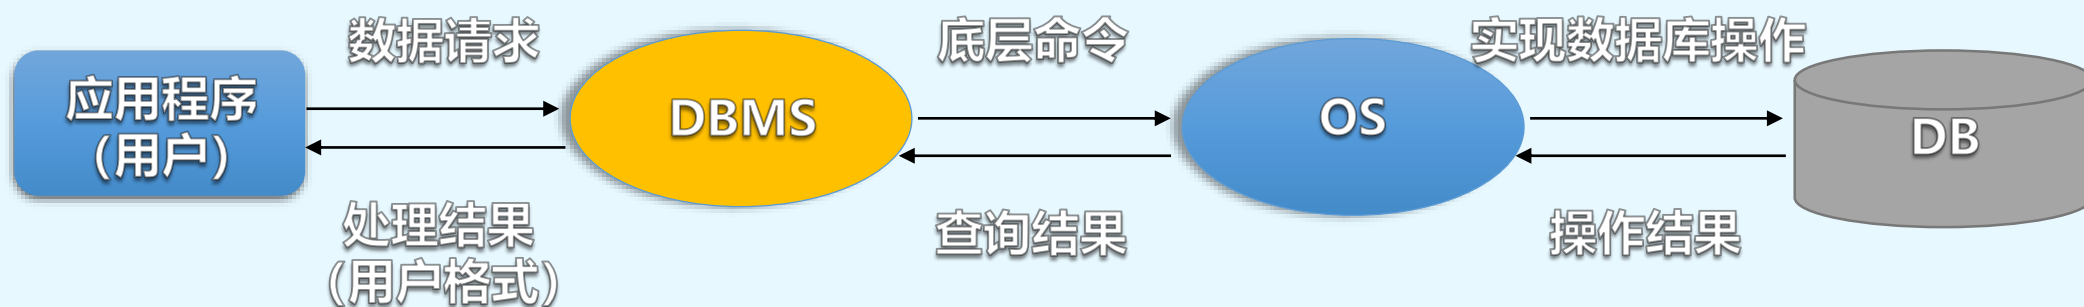 数据请求
底层命令
实现数据库操作
应用程序
（用户）
DBMS
OS
DB
处理结果
（用户格式）
查询结果
操作结果